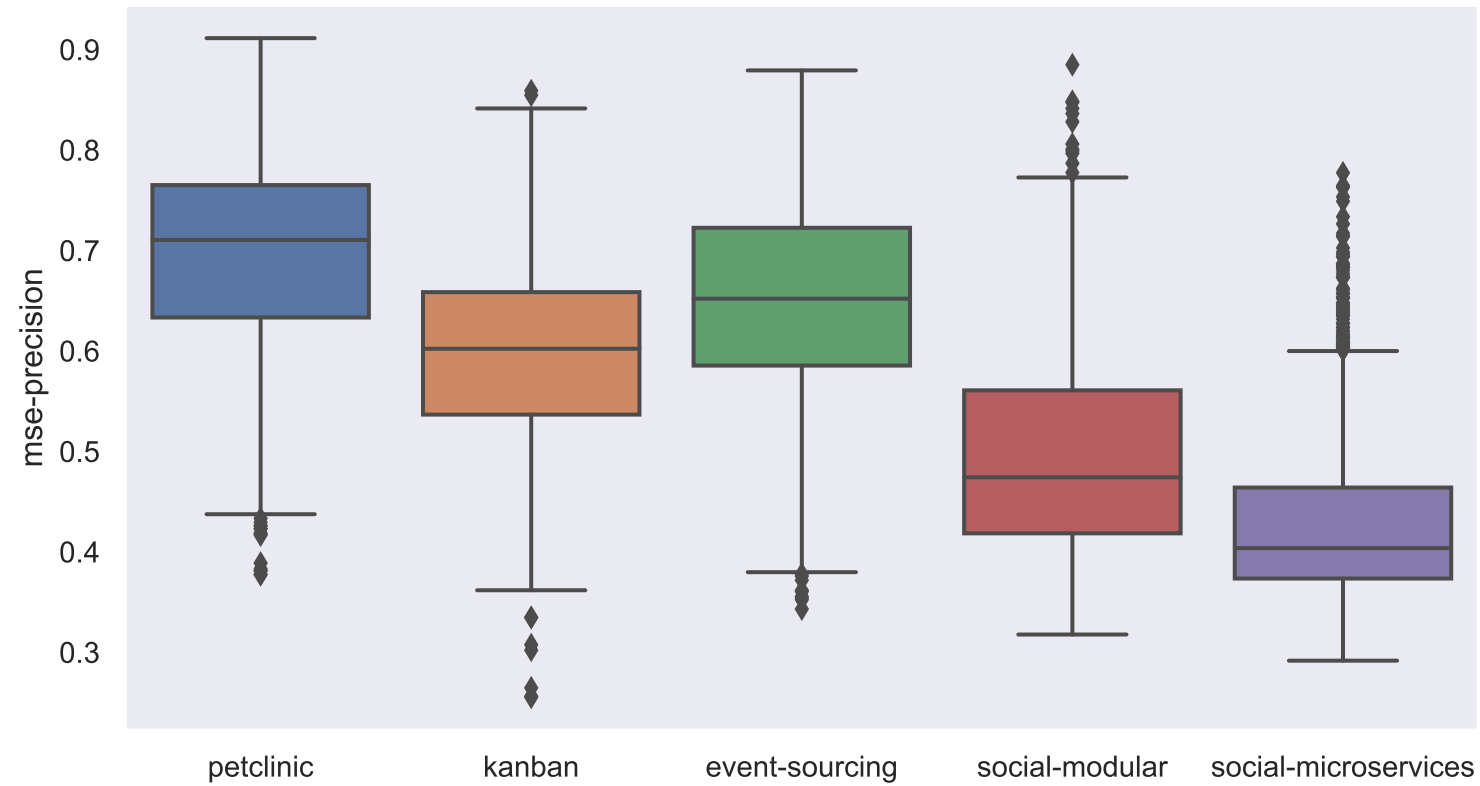 mse-precision
0.9
0.8
0.7
0.6
0.5
0.4
0.3
petclinic
kanban
event-sourcing
social-modular
social-microservices